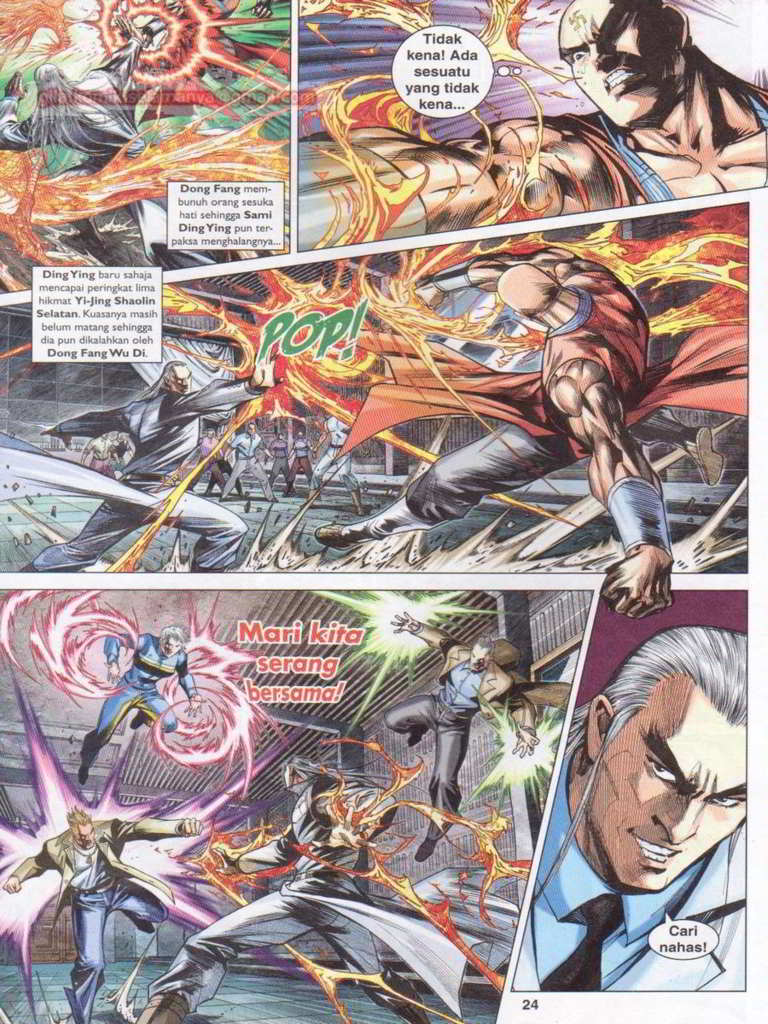 Tidak
kena! Ada
sesuatu
yang tidak
kena...
Dong Fang mem-
bunuh orang sesuka
hati sehingga Sami
Ding Ying pun ter-
paksa menghalangnya...
Ding Ying baru sahaja
mencapai peringkat lima
hikmat Yi-Jing Shaolin
Selatan. Kuasanya masih
belum matang sehingga
dia pun dikalahkan oleh
Dong Fang Wu Di.
POP!
Mari kita
serang
bersama!
Cari
nahas!
24